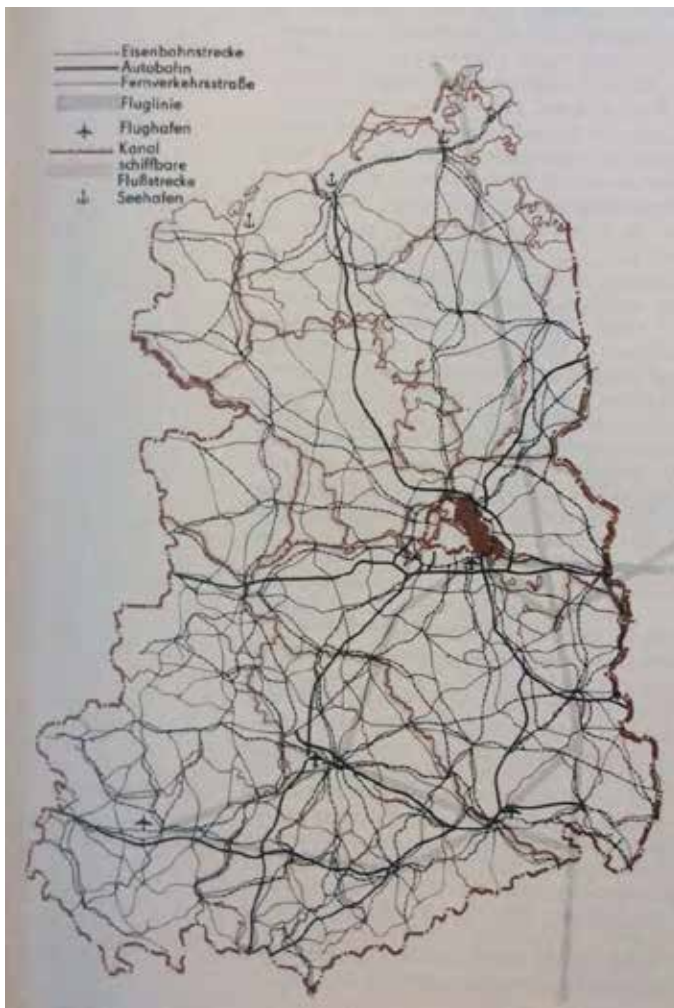 Eisenbahnstrecke
Autobahn
Fernverkehrsstraße
Fluglinie
Flughafen
Kanal
schiffbare
Flußstrecke
Seehafen